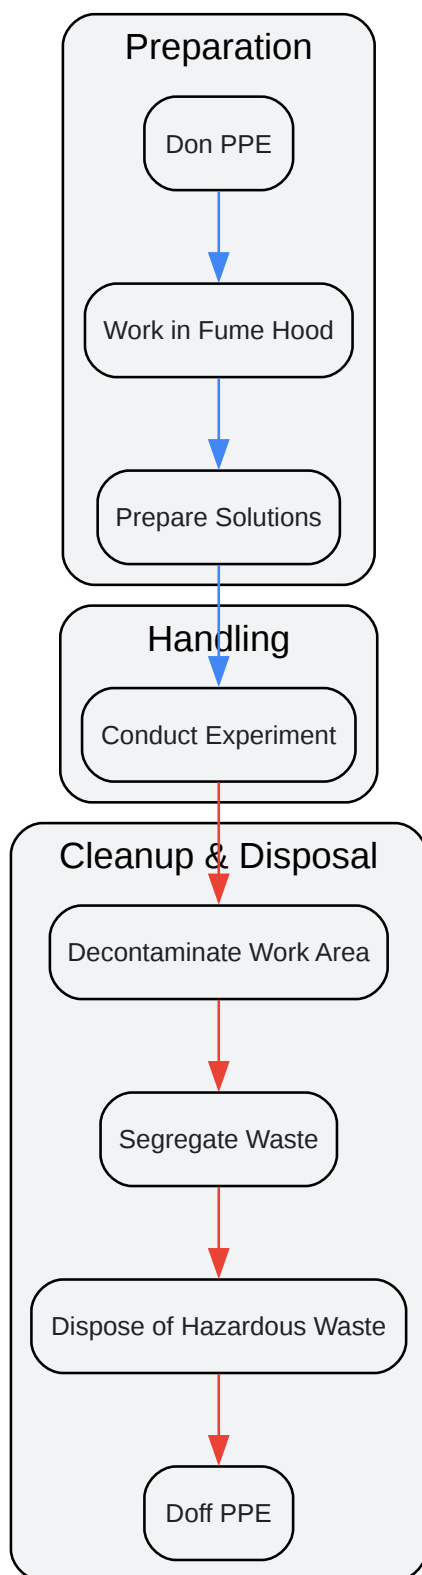 Preparation
Don PPE
Work in Fume Hood
Prepare Solutions
Handling
Conduct Experiment
Cleanup & Disposal
Decontaminate Work Area
Segregate Waste
Dispose of Hazardous Waste
Doff PPE